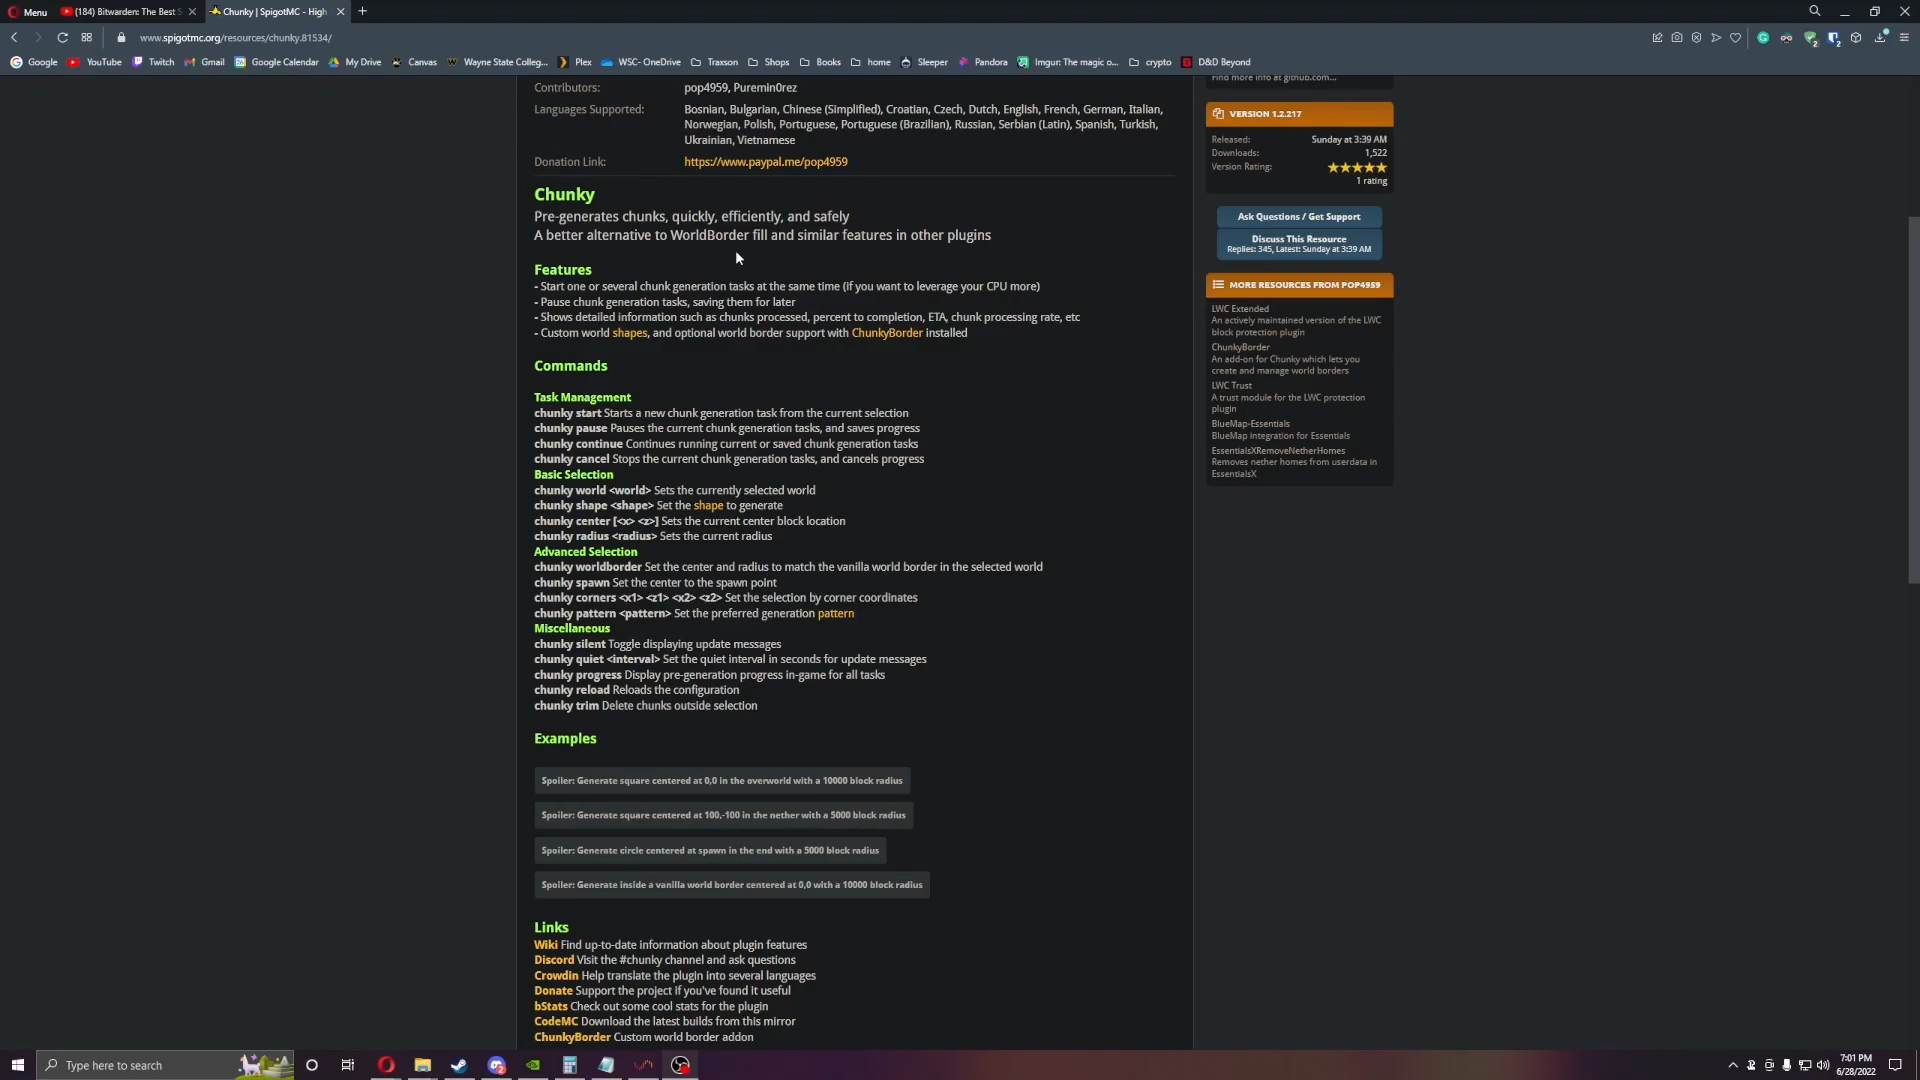 Menu
(184) Bitwarden: The Best S
Chunky | SpigotMC - High
www.spigotmc.org/resources/chunky.81534/
Google YouTube Twitch Gmail Google Calendar My Drive Canvas Wayne State Colleg... Plex WSC- OneDrive Traxson Shops Books home Sleeper Pandora Imgur: The magic o... crypto D&D Beyond
Contributors: pop4959, Puremin0rez
Languages Supported: Bosnian, Bulgarian, Chinese (Simplified), Croatian, Czech, Dutch, English, French, German, Italian,
Norwegian, Polish, Portuguese, Portuguese (Brazilian), Russian, Serbian (Latin), Spanish, Turkish,
Ukrainian, Vietnamese
Donation Link: https://www.paypal.me/pop4959
Chunky
Pre-generates chunks, quickly, efficiently, and safely
A better alternative to WorldBorder fill and similar features in other plugins
Features
- Start one or several chunk generation tasks at the same time (if you want to leverage your CPU more)
- Pause chunk generation tasks, saving them for later
- Shows detailed information such as chunks processed, percent to completion, ETA, chunk processing rate, etc
- Custom world shapes, and optional world border support with ChunkyBorder installed
Commands
Task Management
chunky start Starts a new chunk generation task from the current selection
chunky pause Pauses the current chunk generation tasks, and saves progress
chunky continue Continues running current or saved chunk generation tasks
chunky cancel Stops the current chunk generation tasks, and cancels progress
Basic Selection
chunky world <world> Sets the currently selected world
chunky shape <shape> Set the shape to generate
chunky center [<x> <z>] Sets the current center block location
chunky radius <radius> Sets the current radius
Advanced Selection
chunky worldborder Set the center and radius to match the vanilla world border in the selected world
chunky spawn Set the center to the spawn point
chunky corners <x1> <z1> <x2> <z2> Set the selection by corner coordinates
chunky pattern <pattern> Set the preferred generation pattern
Miscellaneous
chunky silent Toggle displaying update messages
chunky quiet <interval> Set the quiet interval in seconds for update messages
chunky progress Display pre-generation progress in-game for all tasks
chunky reload Reloads the configuration
chunky trim Delete chunks outside selection
Examples
Spoiler: Generate square centered at 0,0 in the overworld with a 10000 block radius
Spoiler: Generate square centered at 100,-100 in the nether with a 5000 block radius
Spoiler: Generate circle centered at spawn in the end with a 5000 block radius
Spoiler: Generate inside a vanilla world border centered at 0,0 with a 10000 block radius
Links
Wiki Find up-to-date information about plugin features
Discord Visit the #chunky channel and ask questions
Crowdin Help translate the plugin into several languages
Donate Support the project if you've found it useful
bStats Check out some cool stats for the plugin
CodeMC Download the latest builds from this mirror
ChunkyBorder Custom world border addon
Find more info at github.com...
VERSION 1.2.217
Released: Sunday at 3:39 AM
Downloads: 1,522
Version Rating:
1 rating
Ask Questions / Get Support
Discuss This Resource
Replies: 345, Latest: Sunday at 3:39 AM
MORE RESOURCES FROM POP4959
LWC Extended
An actively maintained version of the LWC
block protection plugin
ChunkyBorder
An add-on for Chunky which lets you
create and manage world borders
LWC Trust
A trust module for the LWC protection
plugin
BlueMap-Essentials
BlueMap integration for Essentials
EssentialsXRemoveNetherHomes
Removes nether homes from userdata in
EssentialsX
Type here to search
7:01 PM
6/28/2022